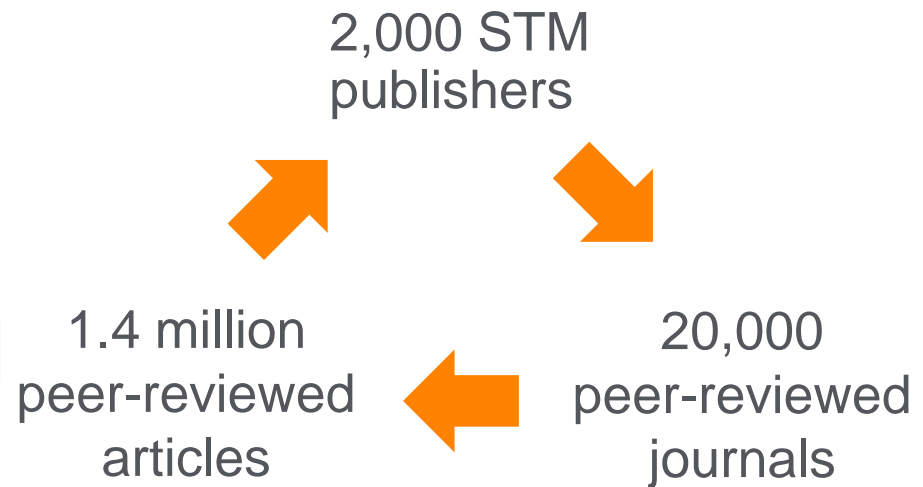 2,000 STM
publishers
1.4 million
peer-reviewed
articles
20,000
peer-reviewed
journals